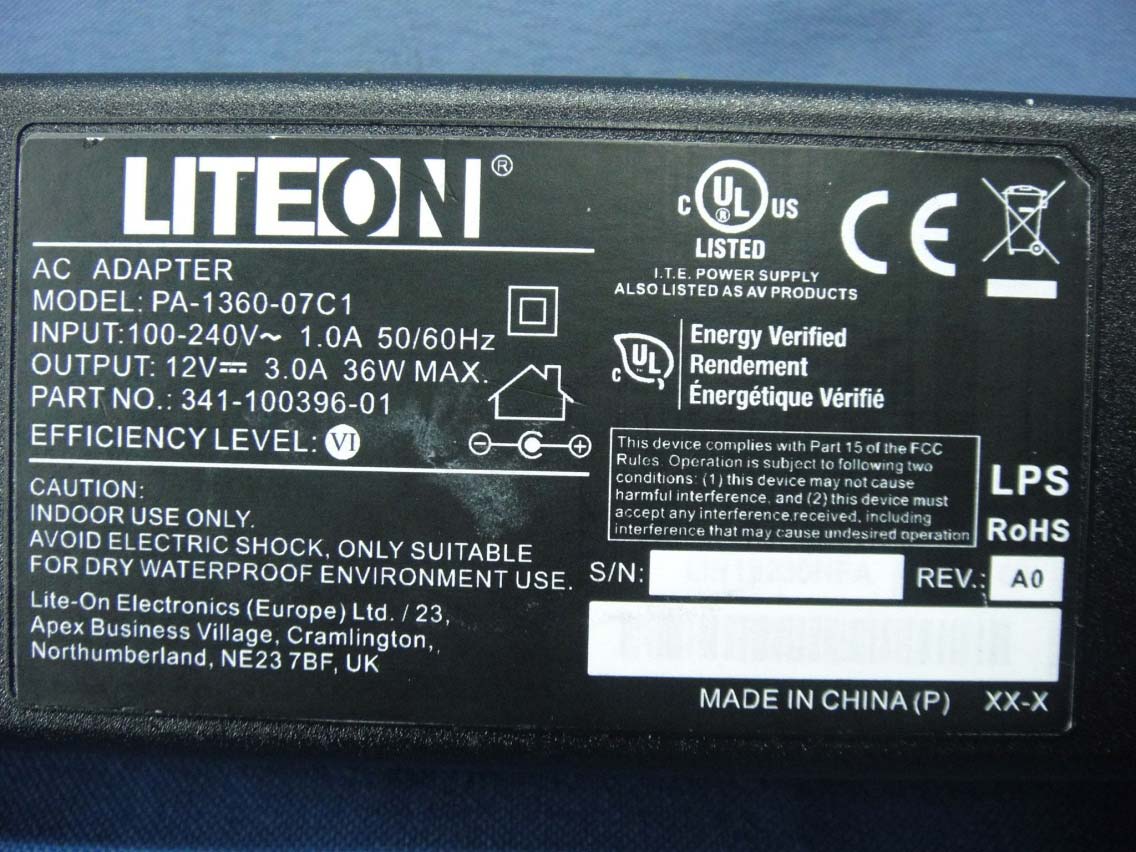 LITEON®
AC ADAPTER
MODEL: PA-1360-07C1
INPUT:100-240V~ 1.0A 50/60Hz
OUTPUT: 12V⎓ 3.0A 36W MAX.
PART NO.: 341-100396-01
EFFICIENCY LEVEL: VI
CAUTION:
INDOOR USE ONLY.
AVOID ELECTRIC SHOCK, ONLY SUITABLE
FOR DRY WATERPROOF ENVIRONMENT USE.
Lite-On Electronics (Europe) Ltd. / 23,
Apex Business Village, Cramlington,.
Northumberland, NE23 7BF, UK
C UL® US
LISTED
CE
I.T.E. POWER SUPPLY
ALSO LISTED AS AV PRODUCTS
c UL
Energy Verified
Rendement
Énergétique Vérifié
This device complies with Part 15 of the FCC
Rules. Operation is subject to following two
conditions: (1) this device may not cause
harmful interference, and (2) this device must
accept any interference.received, including
interference that may cause undesired operation
LPS
RoHS
S/N:
REV.: A0
MADE IN CHINA (P) XX-X